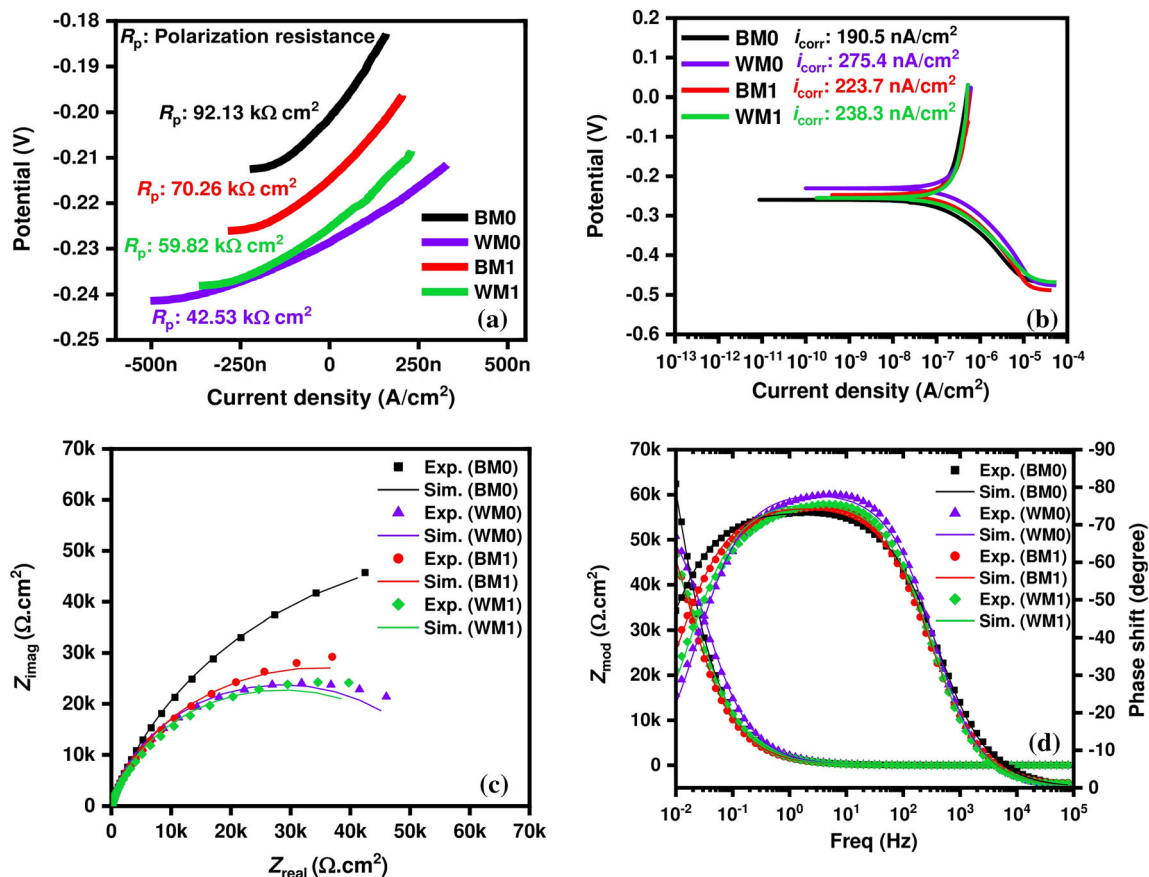 Rp: Polarization resistance
Rp: 92.13 kΩ cm²
Rp: 70.26 kΩ cm²
Rp: 59.82 kΩ cm²
Rp: 42.53 kΩ cm²
BM0
WM0
BM1
WM1
(a)
-0.18
-0.19
-0.20
-0.21
-0.22
-0.23
-0.24
-0.25
Potential (V)
-500n -250n 0 250n 500n
Current density (A/cm²)
BM0 icorr: 190.5 nA/cm²
WM0 icorr: 275.4 nA/cm²
BM1 icorr: 223.7 nA/cm²
WM1 icorr: 238.3 nA/cm²
(b)
0.2
0.1
0.0
-0.1
-0.2
-0.3
-0.4
-0.5
-0.6
Potential (V)
10⁻¹³ 10⁻¹² 10⁻¹¹ 10⁻¹⁰ 10⁻⁹ 10⁻⁸ 10⁻⁷ 10⁻⁶ 10⁻⁵ 10⁻⁴
Current density (A/cm²)
70k
60k
50k
40k
30k
20k
10k
0
Zimag (Ω.cm²)
Exp. (BM0)
Sim. (BM0)
Exp. (WM0)
Sim. (WM0)
Exp. (BM1)
Sim. (BM1)
Exp. (WM1)
Sim. (WM1)
(c)
0 10k 20k 30k 40k 50k 60k 70k
Zreal (Ω.cm²)
70k
60k
50k
40k
30k
20k
10k
0
Zmod (Ω.cm²)
Exp. (BM0)
Sim. (BM0)
Exp. (WM0)
Sim. (WM0)
Exp. (BM1)
Sim. (BM1)
Exp. (WM1)
Sim. (WM1)
(d)
-90
-80
-70
-60
-50
-40
-30
-20
-10
0
Phase shift (degree)
10⁻² 10⁻¹ 10⁰ 10¹ 10² 10³ 10⁴ 10⁵
Freq (Hz)